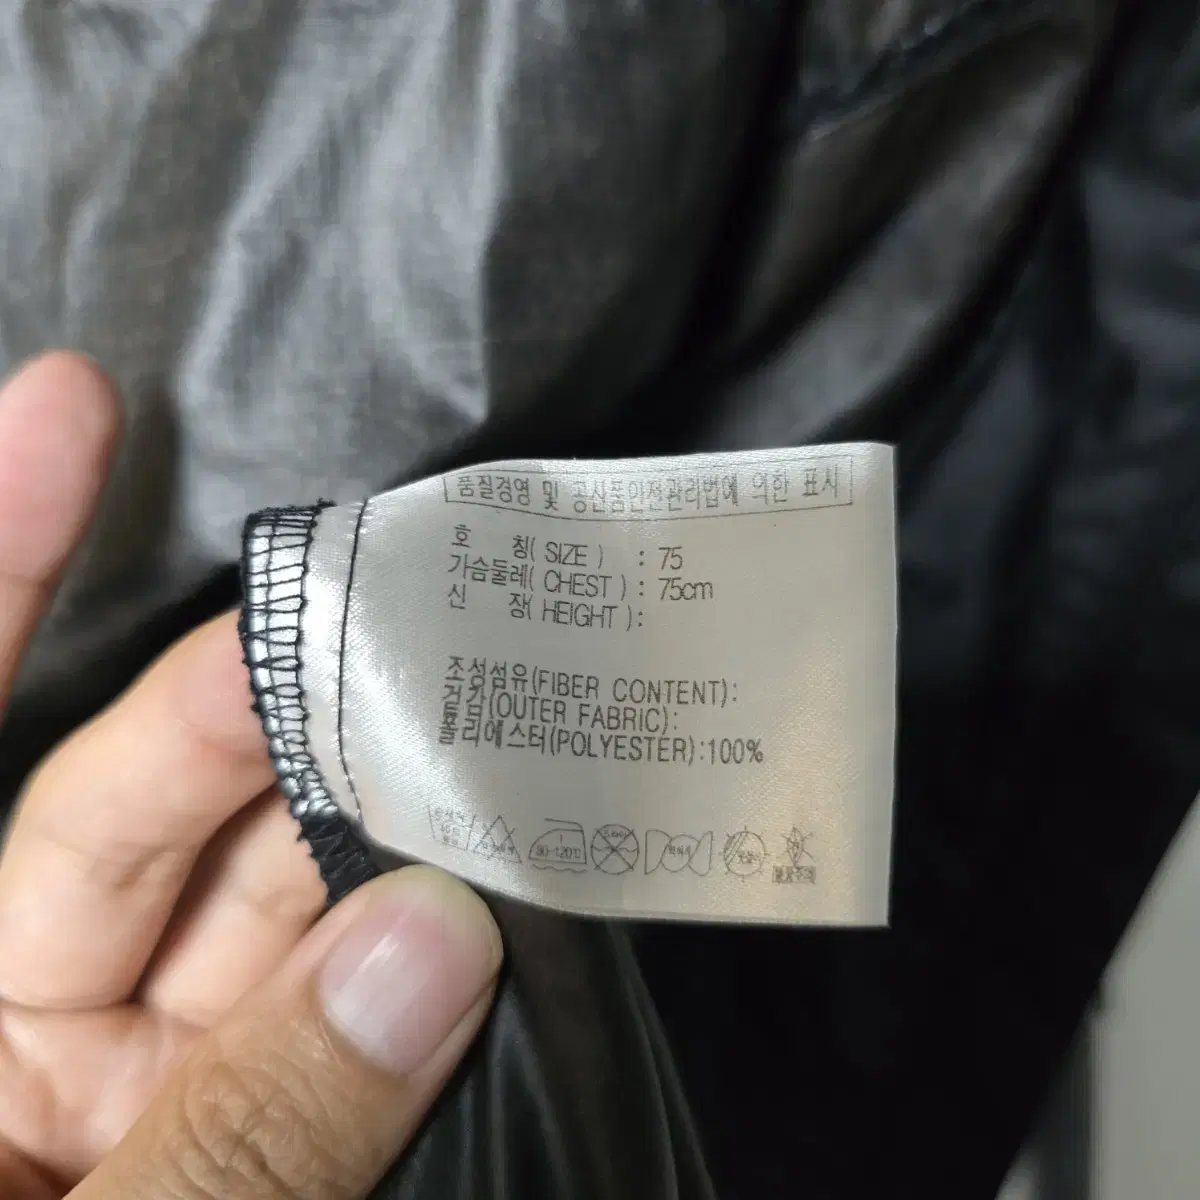 품질경영 및 공산품안전관리법에 의한 표시
호 칭( SIZE ) : 75
가슴둘레( CHEST ) : 75cm
신 장( HEIGHT ):
조성섬유(FIBER CONTENT):
겉감(OUTER FABRIC):
폴리에스터(POLYESTER):100%
80-120℃